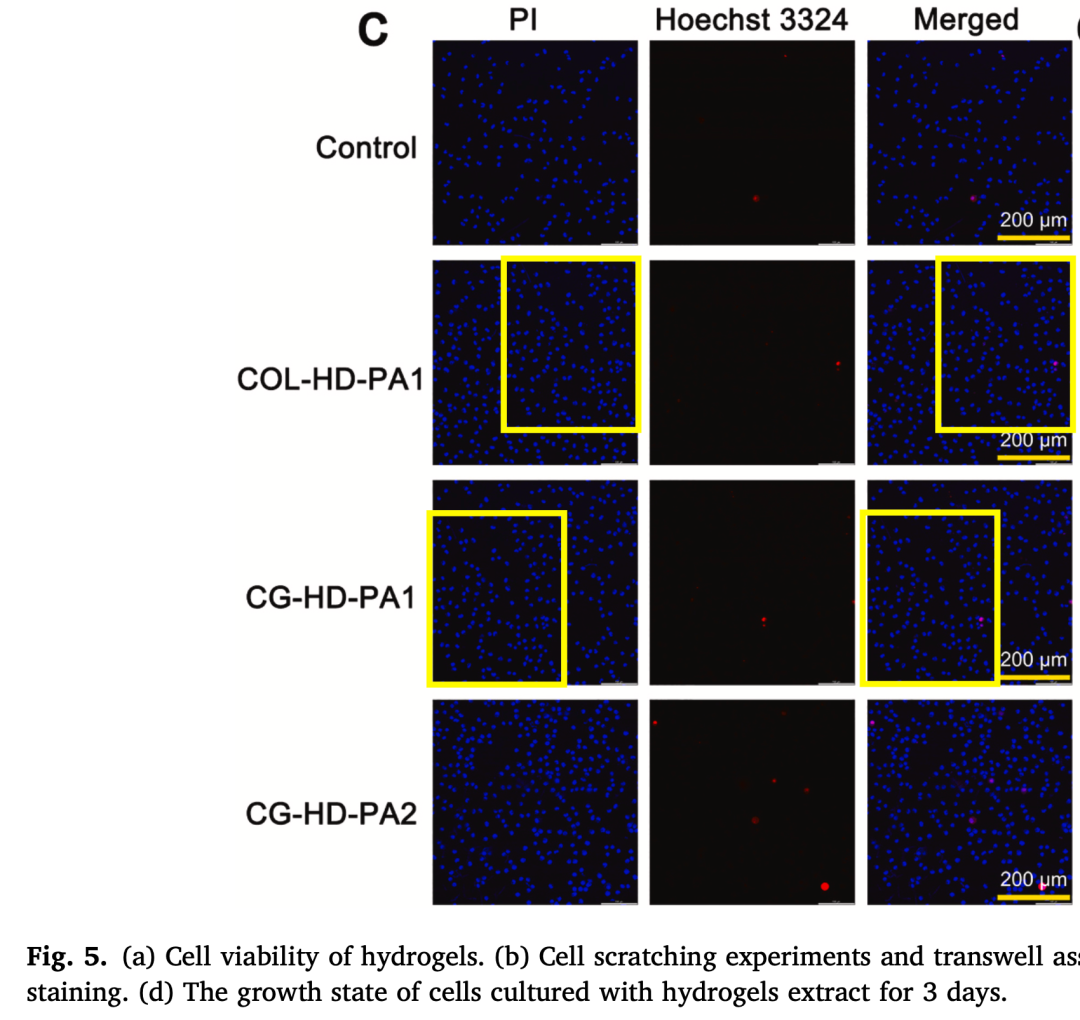 C PI Hoechst 3324 Merged
Control
200 μm
COL-HD-PA1
200 μm
CG-HD-PA1
200 μm
CG-HD-PA2
200 μm
Fig. 5. (a) Cell viability of hydrogels. (b) Cell scratching experiments and transwell
staining. (d) The growth state of cells cultured with hydrogels extract for 3 days.